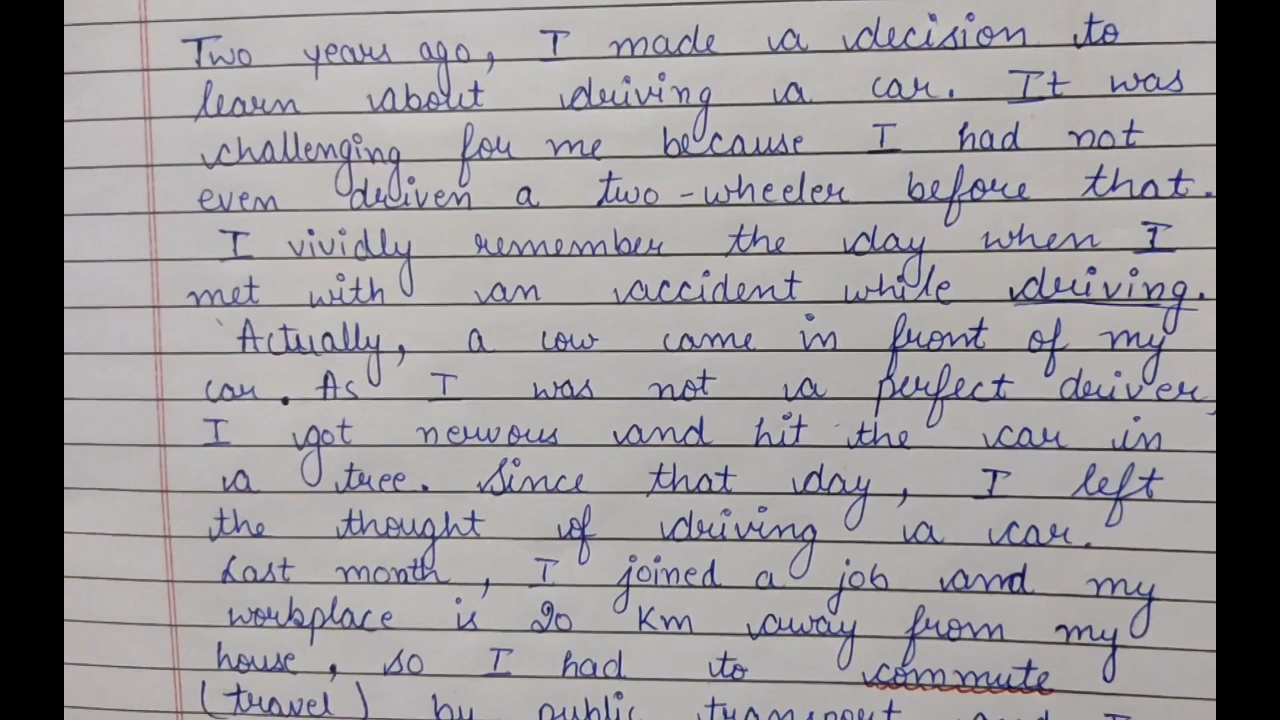 Two years ago, I made a decision to
learn about driving a car. It was
challenging for me because I had not
even driven a two-wheeler before that.
I vividly remember the day when I
met with an accident while driving.
Actually, a cow came in front of my
car. As I was not a perfect driver,
I got nervous and hit the car in
a tree. Since that day, I left
the thought of driving a car.
Last month, I joined a job and my
workplace is 20 Km away from my
house, so I had to commute
(travel) by public transport and I